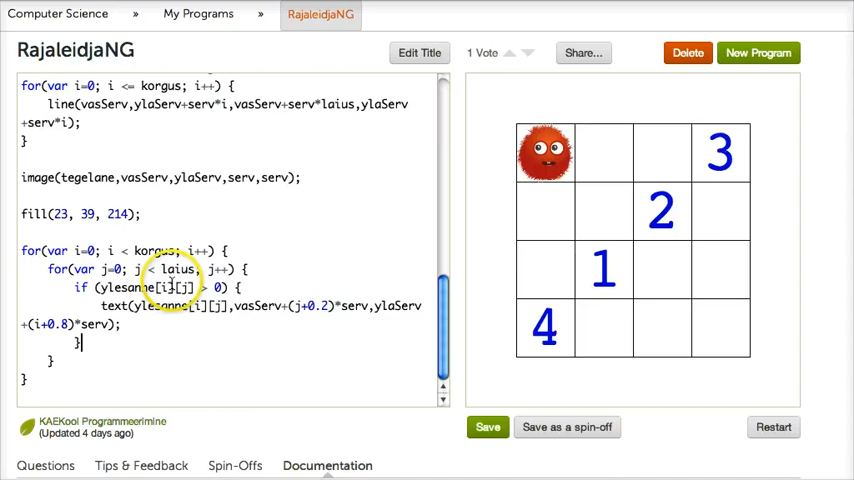 Computer Science » My Programs » RajaleidjaNG
RajaleidjaNG
Edit Title
1 Vote
Share...
Delete
New Program
for(var i=0; i <= korgus; i++) {
line(vasServ,ylaServ+serv*i,vasServ+serv*laius,ylaServ
+serv*i);
}
image(tegelane,vasServ,ylaServ,serv,serv);
fill(23, 39, 214);
for(var i=0; i < korgus; i++) {
for(var j=0; j < laius; j++) {
if (ylesanne[i][j] > 0) {
text(ylesanne[i][j],vasServ+(j+0.2)*serv,ylaServ
+(i+0.8)*serv);
}
}
}
3
2
1
4
KAEKool Programmeerimine
(Updated 4 days ago)
Save
Save as a spin-off
Restart
Questions
Tips & Feedback
Spin-Offs
Documentation